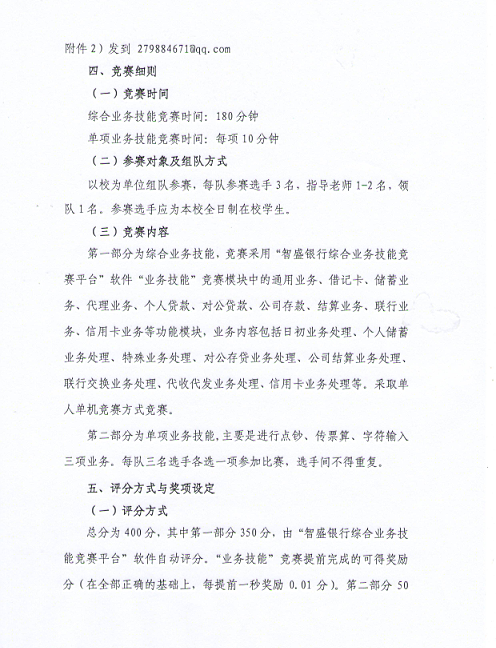 附件2）发到 279884671@qq.com
四、竞赛细则
（一）竞赛时间
综合业务技能竞赛时间：180分钟
单项业务技能竞赛时间：每项10分钟
（二）参赛对象及组队方式
以校为单位组队参赛，每队参赛选手3名，指导老师1-2名，领
队1名。参赛选手应为本校全日制在校学生。
（三）竞赛内容
第一部分为综合业务技能，竞赛采用“智盛银行综合业务技能竞
赛平台”软件“业务技能”竞赛模块中的通用业务、借记卡、储蓄业
务、代理业务、个人贷款、对公贷款、公司存款、结算业务、联行业
务、信用卡业务等功能模块，业务内容包括日初业务处理、个人储蓄
业务处理、特殊业务处理、对公存贷业务处理、公司结算业务处理、
联行交换业务处理、代收代发业务处理、信用卡业务处理等。采取单
人单机竞赛方式竞赛。
第二部分为单项业务技能，主要是进行点钞、传票算、字符输入
三项业务。每队三名选手各选一项参加比赛，选手间不得重复。
五、评分方式与奖项设定
（一）评分方式
总分为400分，其中第一部分350分，由“智盛银行综合业务技
能竞赛平台”软件自动评分。“业务技能”竞赛提前完成的可得奖励
分（在全部正确的基础上，每提前一秒奖励 0.01 分）。第二部分 50